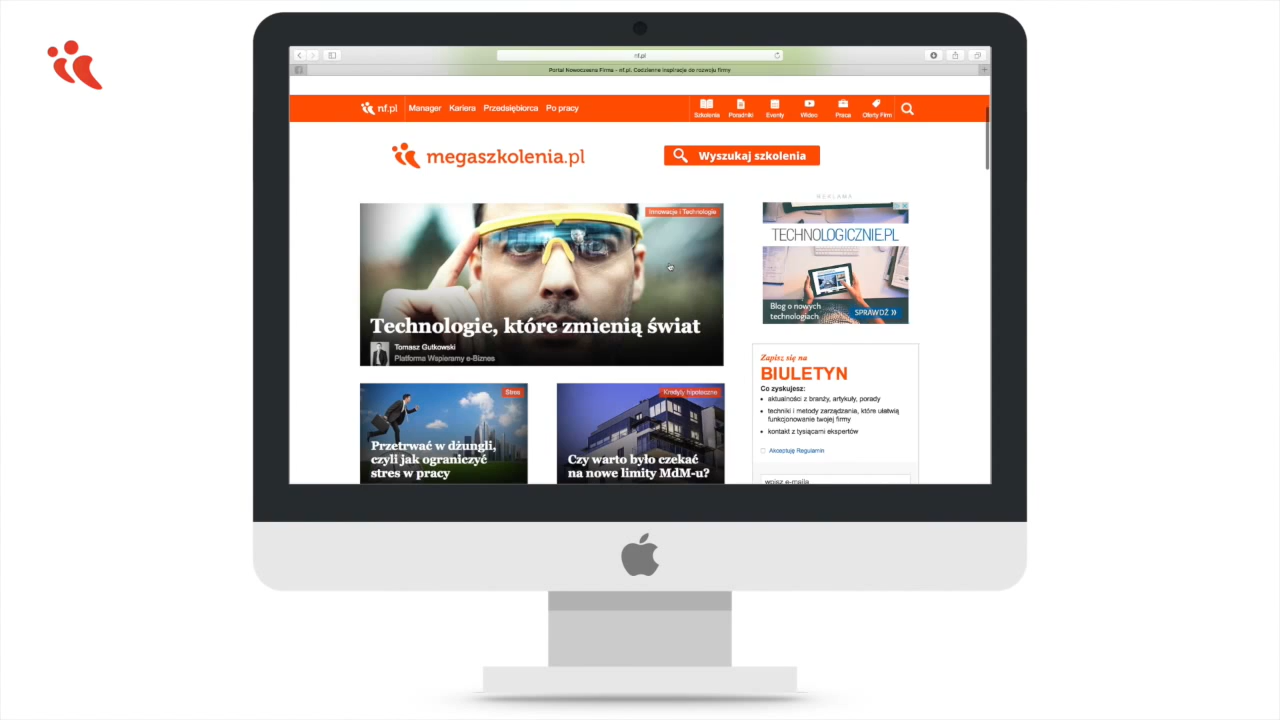 nf.pl
Portal Nowoczesna Firma - nf.pl. Codzienne inspiracje do rozwoju firmy
nf.pl Manager Kariera Przedsiębiorca Po pracy
Szkolenia Poradniki Eventy Wideo Praca Oferty Firm
megaszkolenia.pl
Wyszukaj szkolenia
REKLAMA
Innowacje i Technologie
Technologie, które zmienią świat
Tomasz Gutkowski
Platforma Wspieramy e-Biznes
TECHNOLOGICZNIE.PL
Blog o nowych
technologiach
SPRAWDŹ »
Stres
Przetrwać w dżungli,
czyli jak ograniczyć
stres w pracy
Kredyty hipoteczne
Czy warto było czekać
na nowe limity MdM-u?
Zapisz się na
BIULETYN
Co zyskujesz:
aktualności z branży, artykuły, porady
techniki i metody zarządzania, które ułatwią
funkcjonowanie twojej firmy
kontakt z tysiącami ekspertów
Akceptuję Regulamin
wpisz e-maila